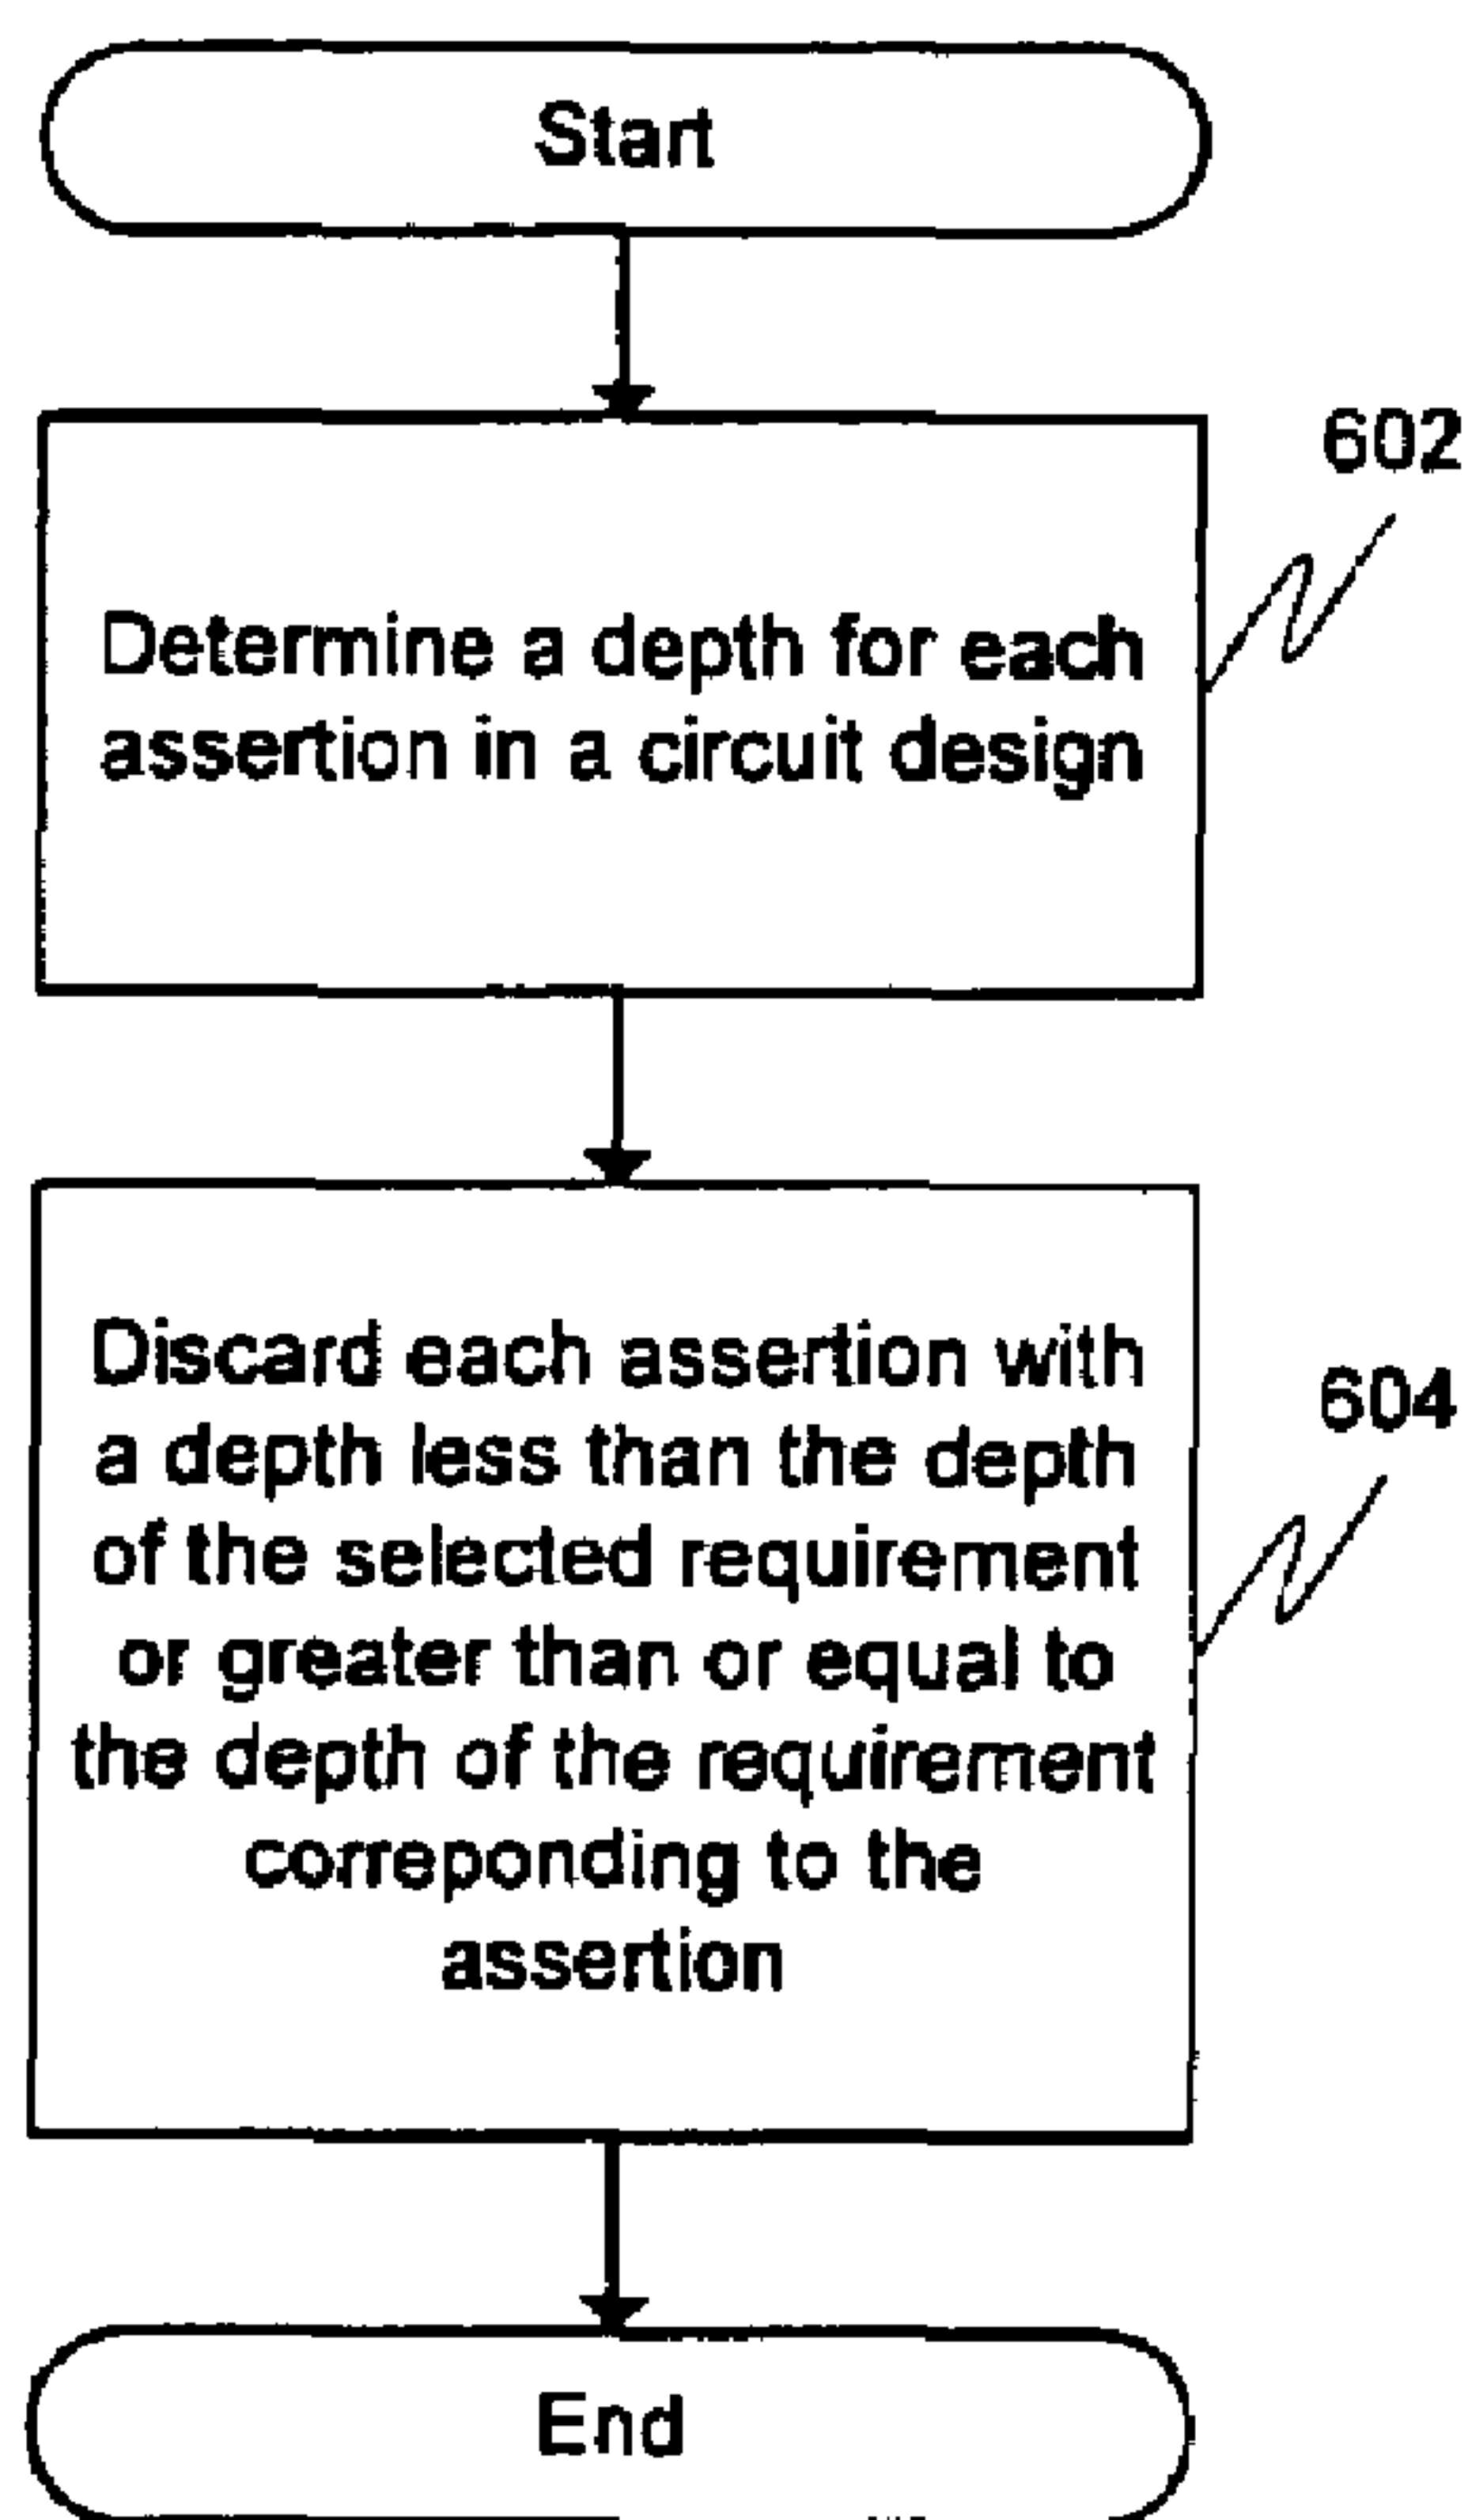 Start
602
Determine a depth for each
assertion in a circuit design
Discard each assertion with
a depth less than the depth
of the selected requirement
or greater than or equal to
the depth of the requirement
correponding to the
assertion
604
End